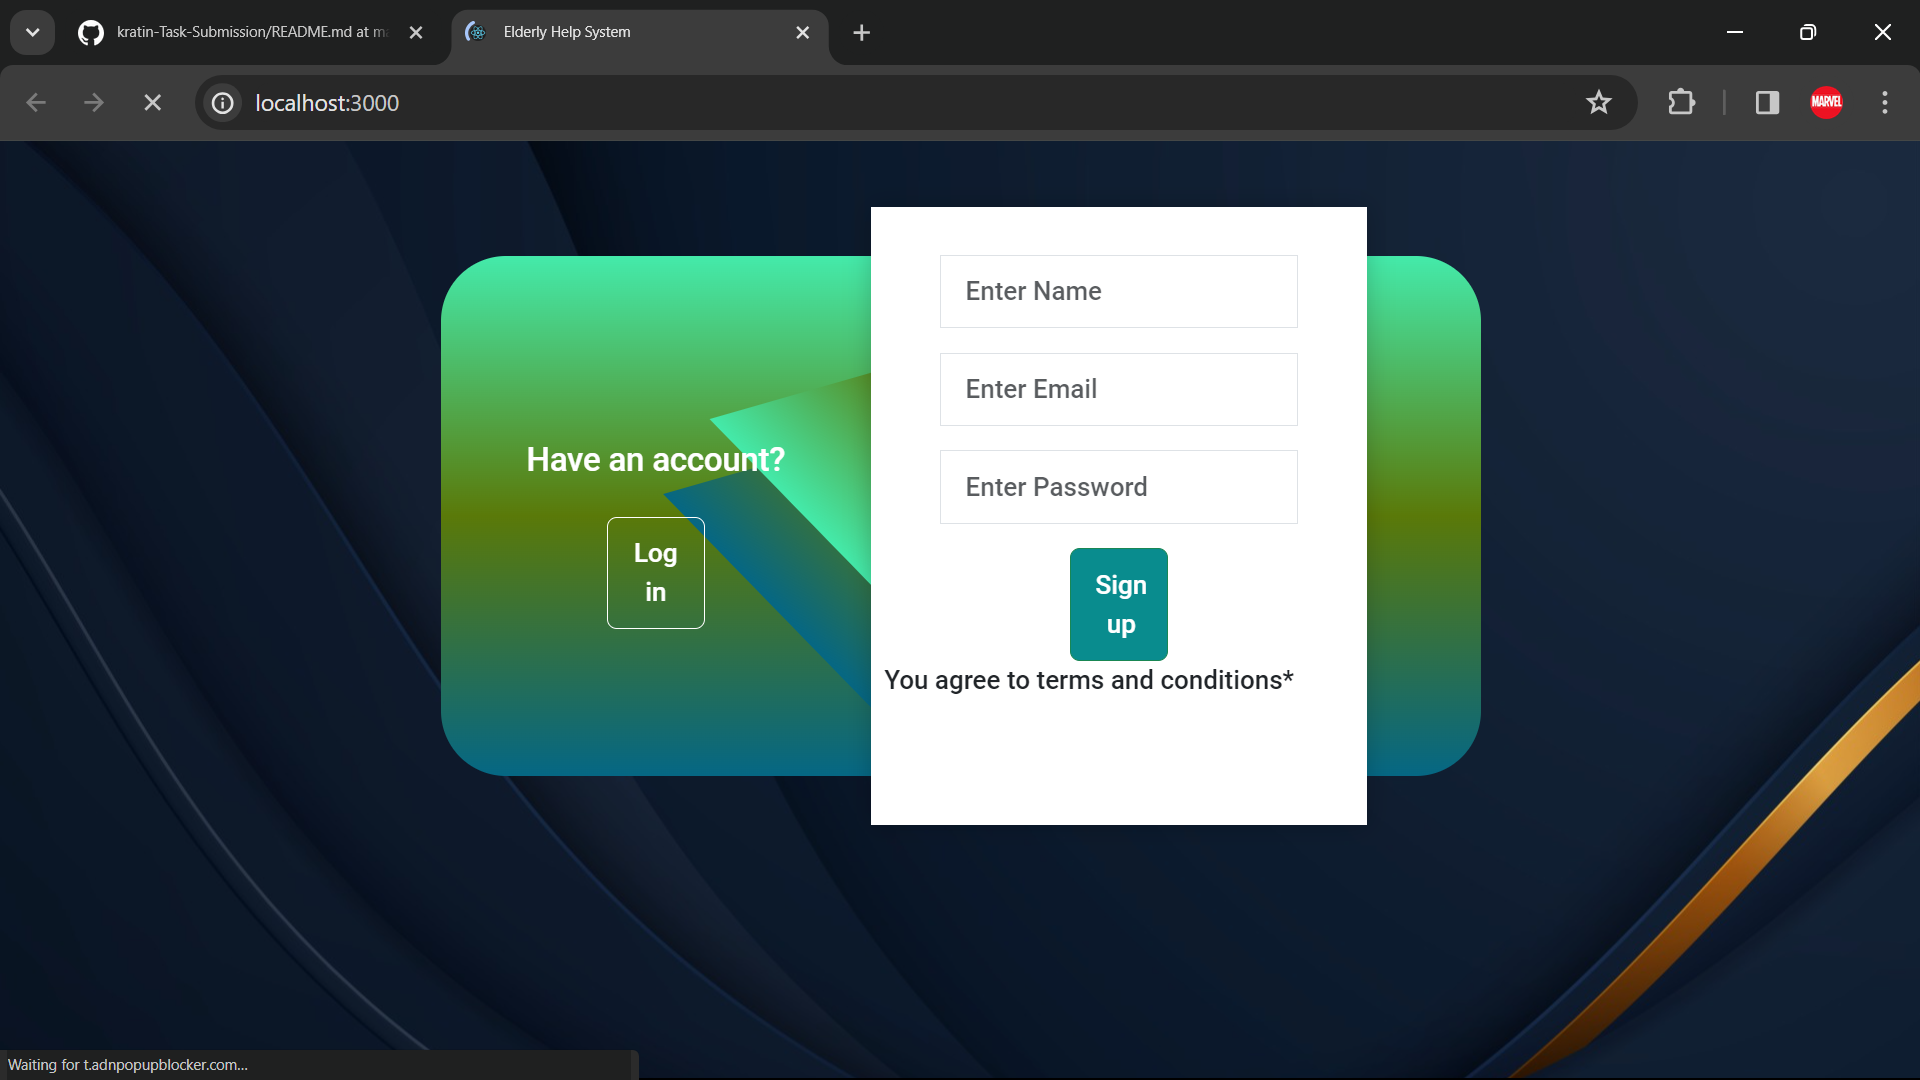 kratin-Task-Submission/README.md at ma
Elderly Help System
localhost:3000
MARVEL
Enter Name
Enter Email
Enter Password
Have an account?
Log
in
Sign
up
You agree to terms and conditions*
Waiting for t.adnpopupblocker.com...